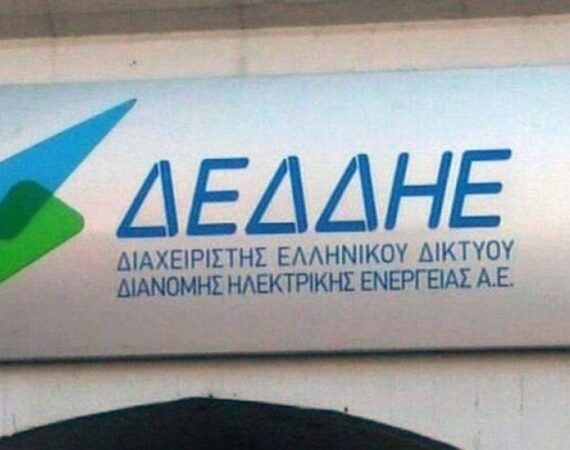 ΔΕΔΔΗΕ
ΔΙΑΧΕΙΡΙΣΤΗΣ ΕΛΛΗΝΙΚΟΥ ΔΙΚΤΥΟΥ
ΔΙΑΝΟΜΗΣ ΗΛΕΚΤΡΙΚΗΣ ΕΝΕΡΓΕΙΑΣ Α.Ε.